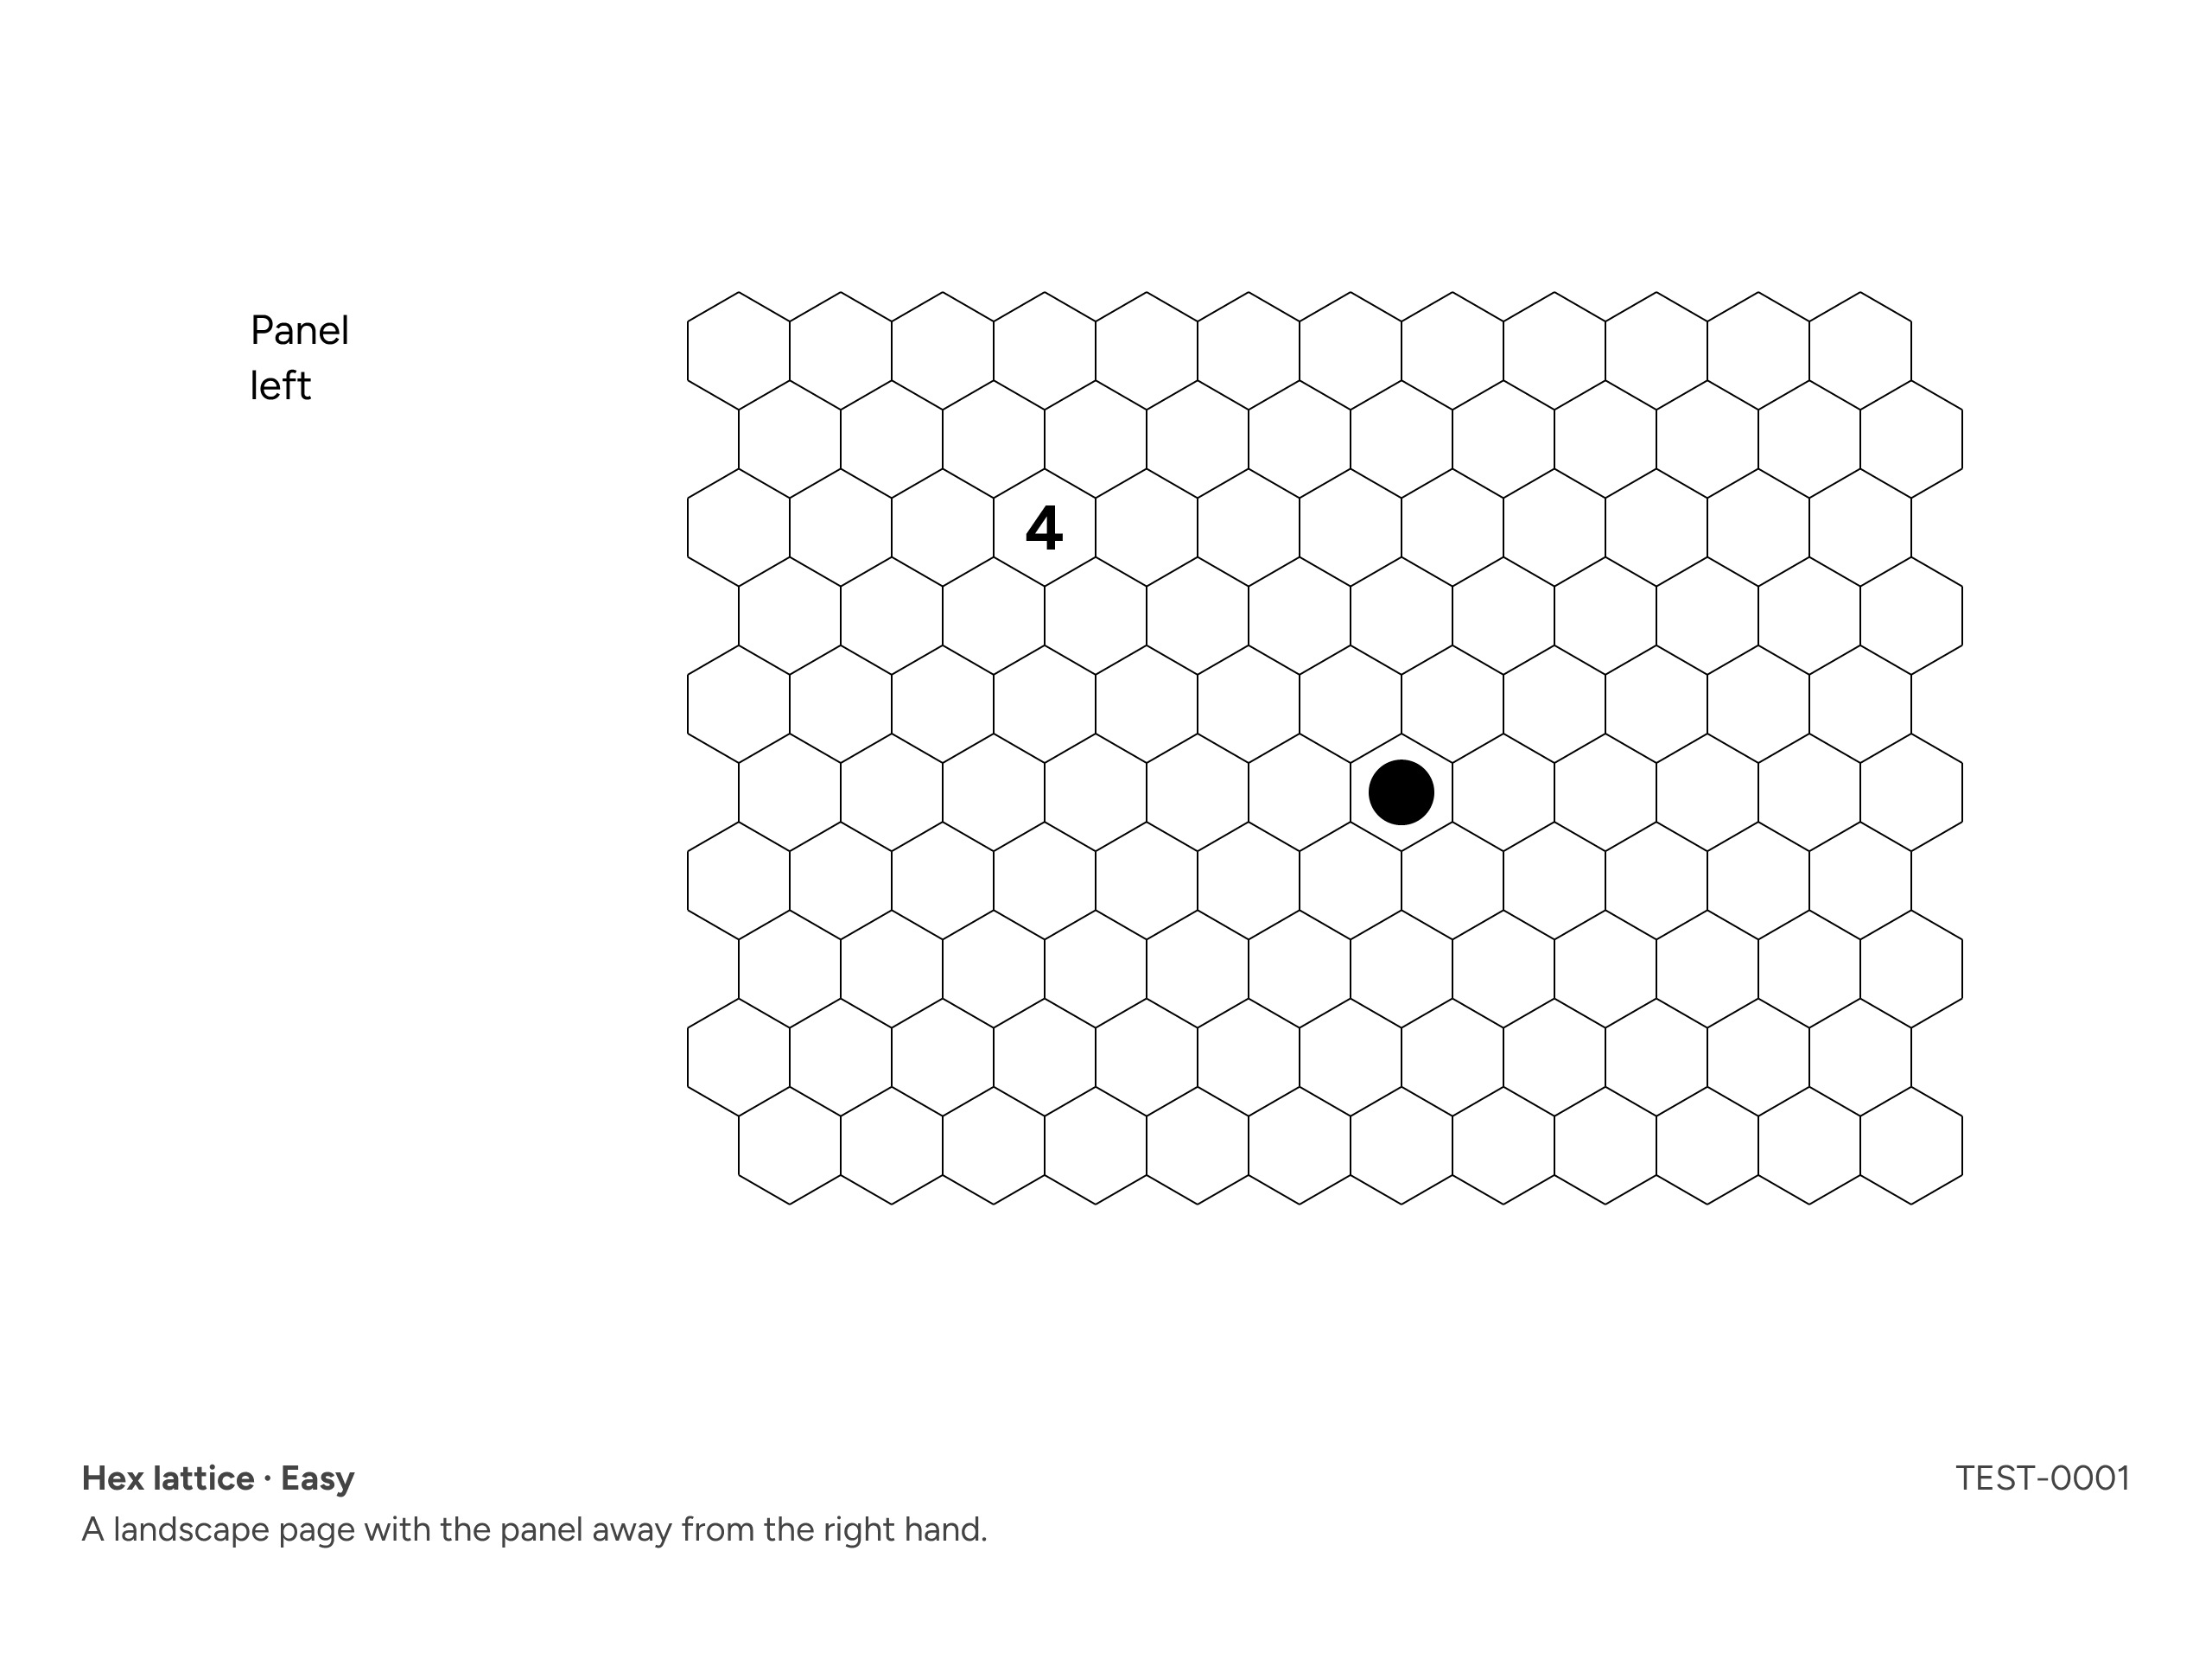 Panel
left
4
Hex lattice · Easy
TEST-0001
A landscape page with the panel away from the right hand.